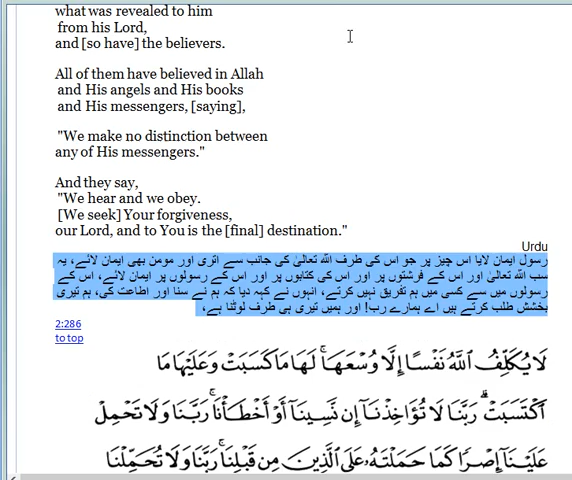 what was revealed to him
from his Lord,
and [so have] the believers.
All of them have believed in Allah
and His angels and His books
and His messengers, [saying],
"We make no distinction between
any of His messengers."
And they say,
"We hear and we obey.
[We seek] Your forgiveness,
our Lord, and to You is the [final] destination."
Urdu
رسول ایمان لایا اس چیز پر جو اس کی طرف اللہ تعالیٰ کی جانب سے اتری اور مومن بھی ایمان لائے، یہ
سب اللہ تعالیٰ اور اس کے فرشتوں پر اور اس کی کتابوں پر اور اس کے رسولوں پر ایمان لائے، اس کے
رسولوں میں سے کسی میں ہم تفریق نہیں کرتے، انہوں نے کہہ دیا کہ ہم نے سنا اور اطاعت کی، ہم تیری
بخشش طلب کرتے ہیں اے ہمارے رب! اور ہمیں تیری ہی طرف لوٹنا ہے،
2:286
to top
لَا يُكَلِّفُ ٱللَّهُ نَفْسًا إِلَّا وُسْعَهَا ۚ لَهَا مَا كَسَبَتْ وَعَلَيْهَا مَا
ٱكْتَسَبَتْ ۗ رَبَّنَا لَا تُؤَاخِذْنَآ إِن نَّسِينَآ أَوْ أَخْطَأْنَا ۚ رَبَّنَا وَلَا تَحْمِلْ
عَلَيْنَآ إِصْرًا كَمَا حَمَلْتَهُۥ عَلَى ٱلَّذِينَ مِن قَبْلِنَا ۚ رَبَّنَا وَلَا تُحَمِّلْنَا